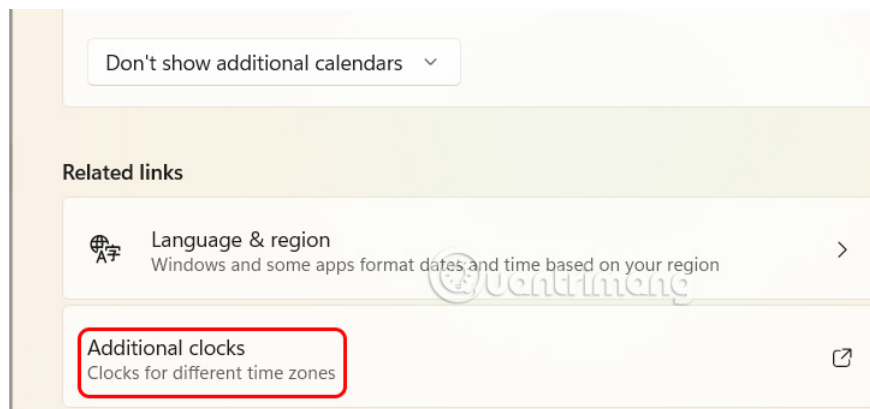 Don't show additional calendars
Related links
Language & region
Windows and some apps format dates and time based on your region
Quantrimang
Additional clocks
Clocks for different time zones